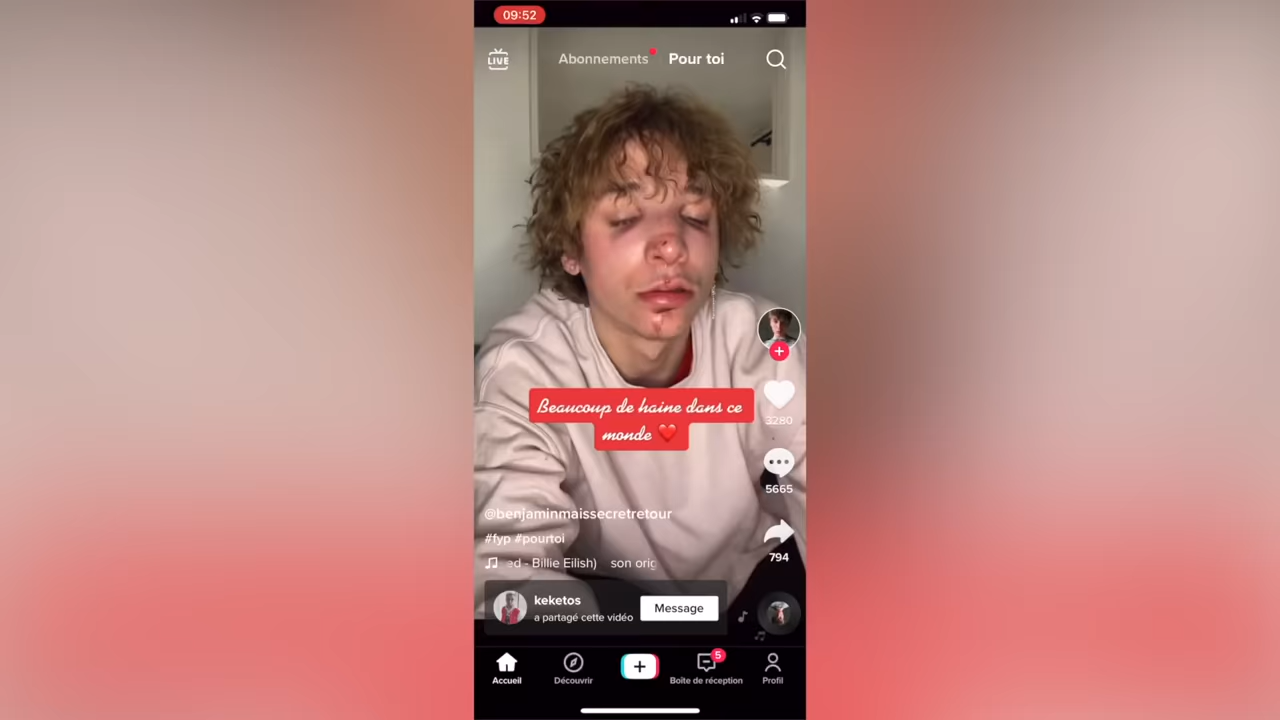 09:52
LIVE
Abonnements Pour toi
Beaucoup de haine dans ce
monde ❤️
3280
5665
@benjaminmaissecretretour
#fyp #pourtoi
ed - Billie Eilish) son orig
794
keketos
a partagé cette vidéo
Message
5
Accueil
Découvrir
Boîte de réception
Profil